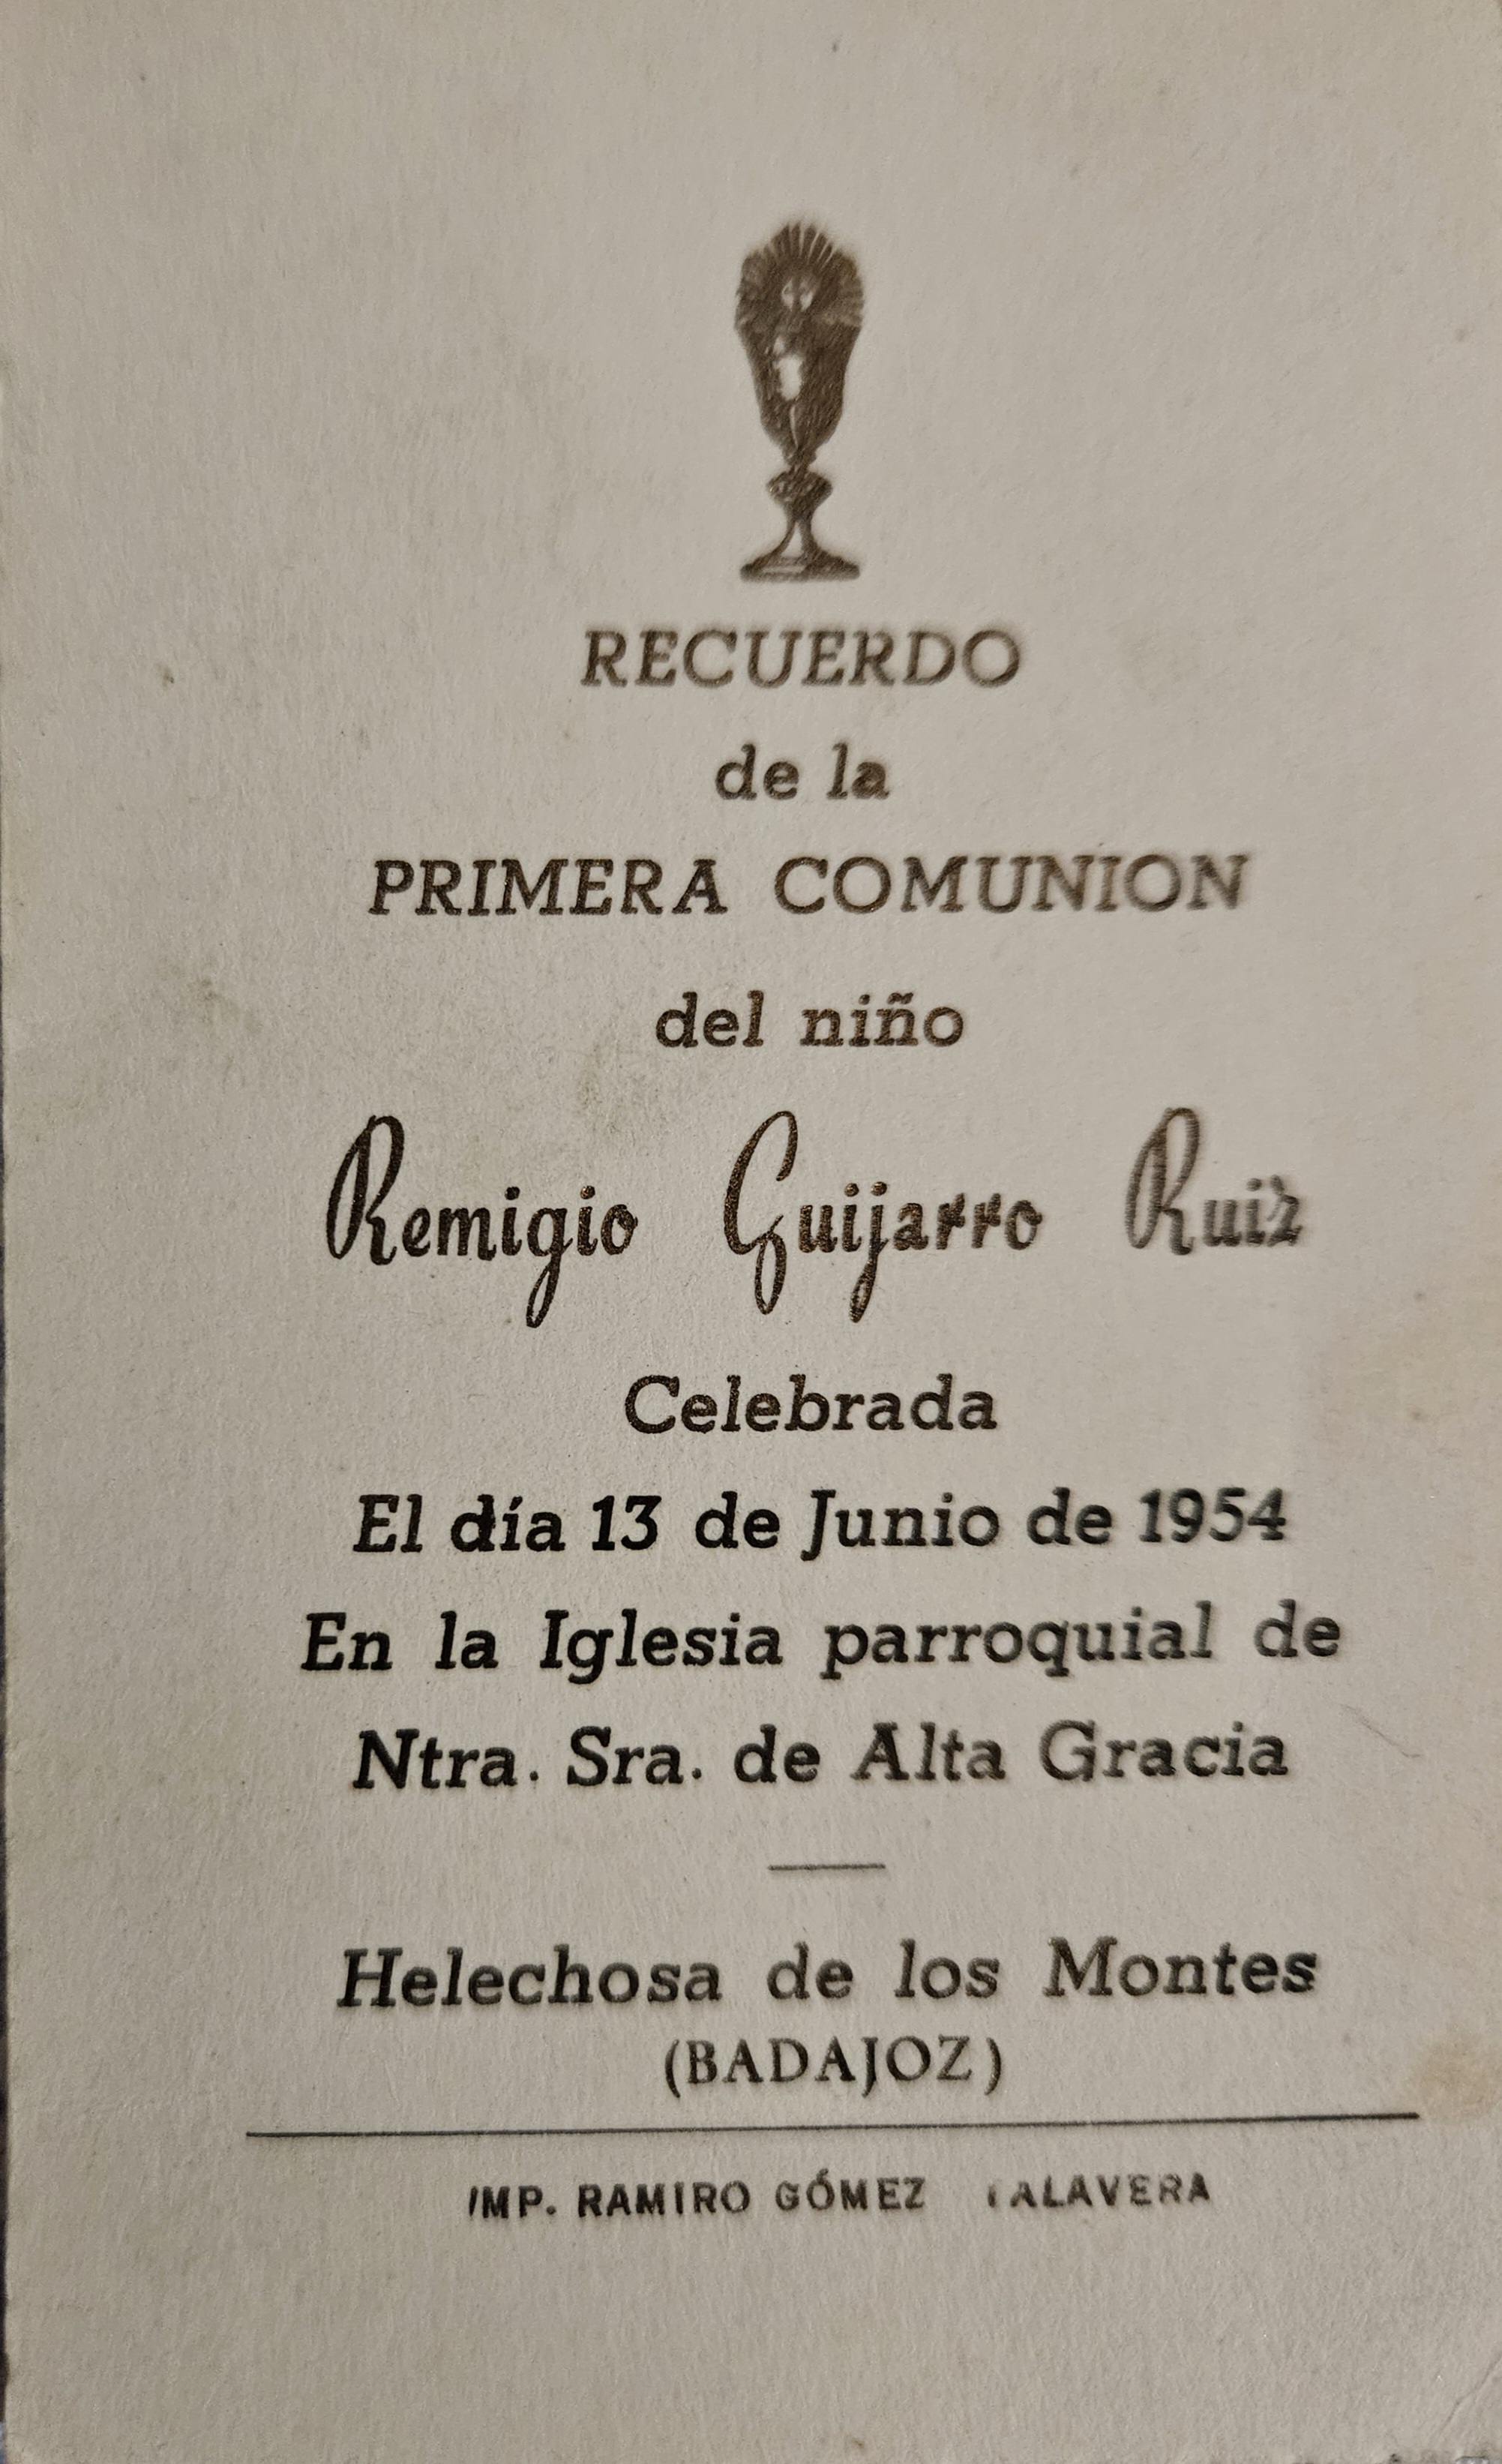 RECUERDO
de la
PRIMERA COMUNION
del niño
Remigio Guijarro Ruiz
Celebrada
El día 13 de Junio de 1954
En la Iglesia parroquial de
Ntra. Sra. de Alta Gracia
Helechosa de los Montes
(BADAJOZ)
IMP. RAMIRO GÓMEZ TALAVERA